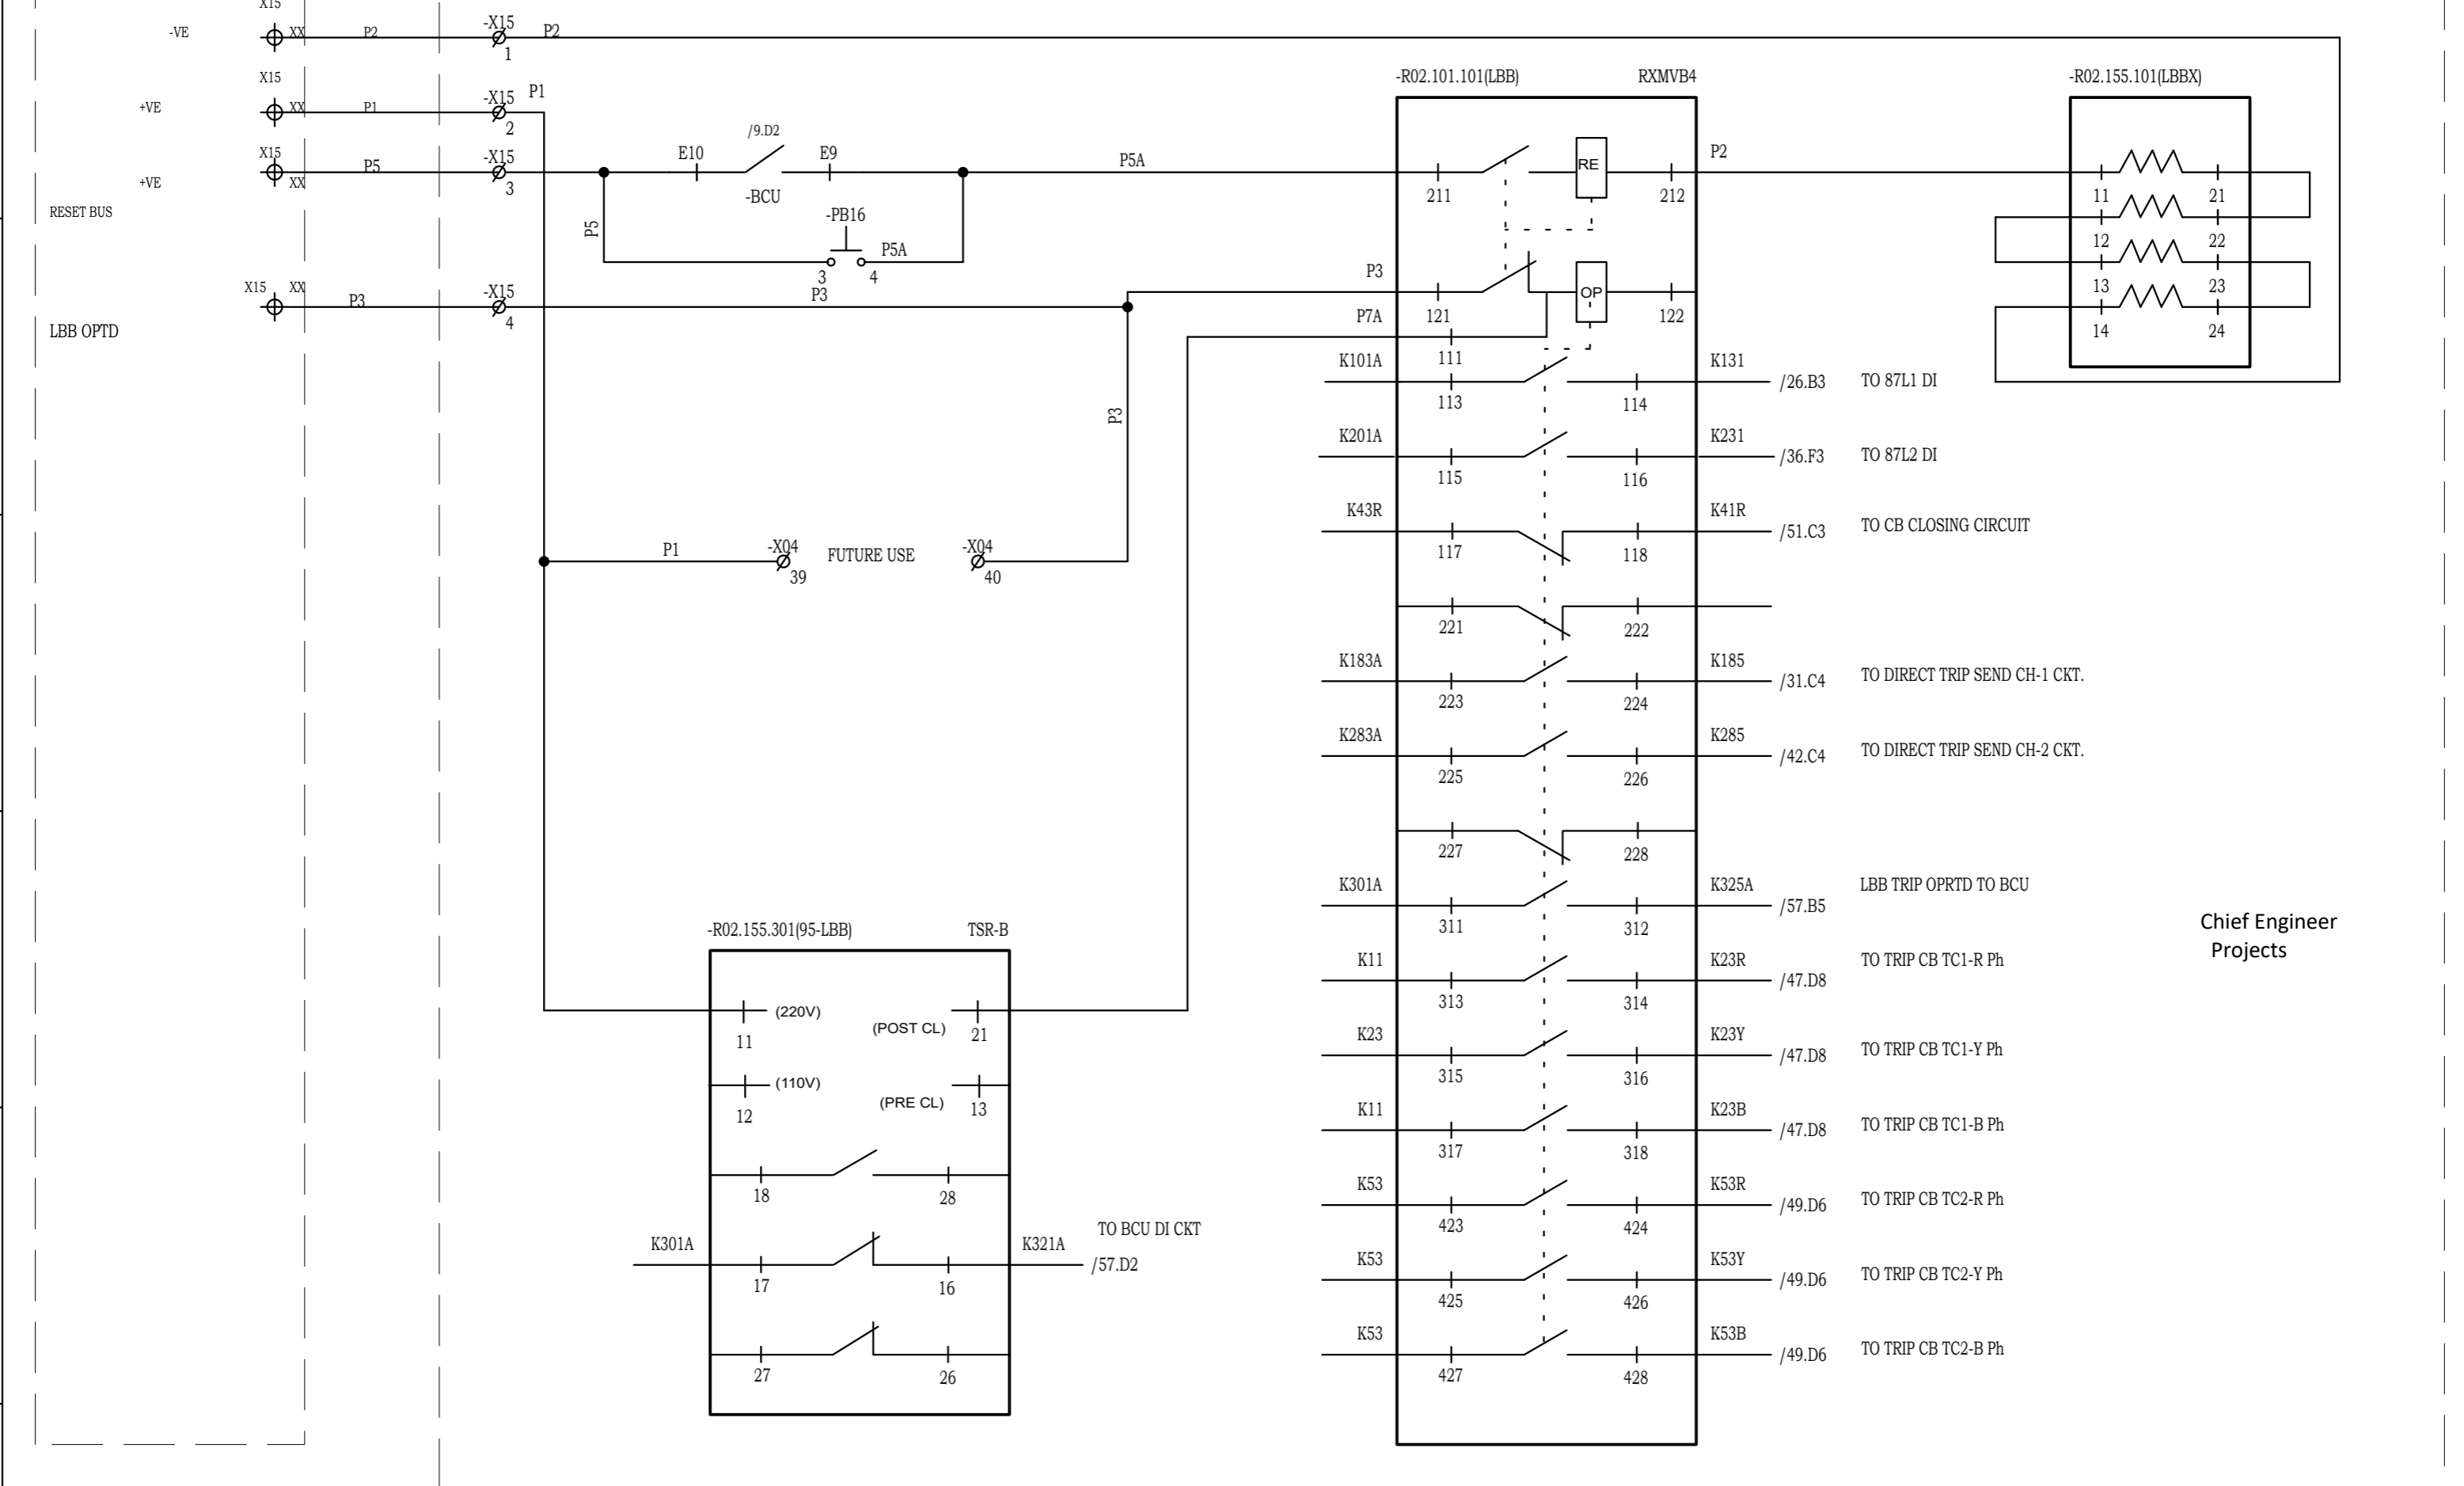 X15
-VE
XX
P2
-X15
1
P2
X15
+VE
XX
P1
-X15
2
P1
X15
+VE
XX
P5
-X15
3
RESET BUS
X15
XX
P3
-X15
4
LBB OPTD
/9.D2
E10
E9
-BCU
P5
-PB16
P5A
3
4
P3
P5A
P3
P7A
P3
P1
-X04
39
FUTURE USE
-X04
40
-R02.101.101(LBB)
RXMVB4
211
RE
212
P2
121
OP
122
111
K101A
113
114
K131
/26.B3
TO 87L1 DI
K201A
115
116
K231
/36.F3
TO 87L2 DI
K43R
117
118
K41R
/51.C3
TO CB CLOSING CIRCUIT
221
222
K183A
223
224
K185
/31.C4
TO DIRECT TRIP SEND CH-1 CKT.
K283A
225
226
K285
/42.C4
TO DIRECT TRIP SEND CH-2 CKT.
227
228
K301A
311
312
K325A
/57.B5
LBB TRIP OPRTD TO BCU
K11
313
314
K23R
/47.D8
TO TRIP CB TC1-R Ph
K23
315
316
K23Y
/47.D8
TO TRIP CB TC1-Y Ph
K11
317
318
K23B
/47.D8
TO TRIP CB TC1-B Ph
K53
423
424
K53R
/49.D6
TO TRIP CB TC2-R Ph
K53
425
426
K53Y
/49.D6
TO TRIP CB TC2-Y Ph
K53
427
428
K53B
/49.D6
TO TRIP CB TC2-B Ph
-R02.155.101(LBBX)
11
21
12
22
13
23
14
24
Chief Engineer
Projects
-R02.155.301(95-LBB)
TSR-B
11
(220V)
(POST CL)
21
12
(110V)
(PRE CL)
13
18
28
K301A
17
16
K321A
TO BCU DI CKT
/57.D2
27
26